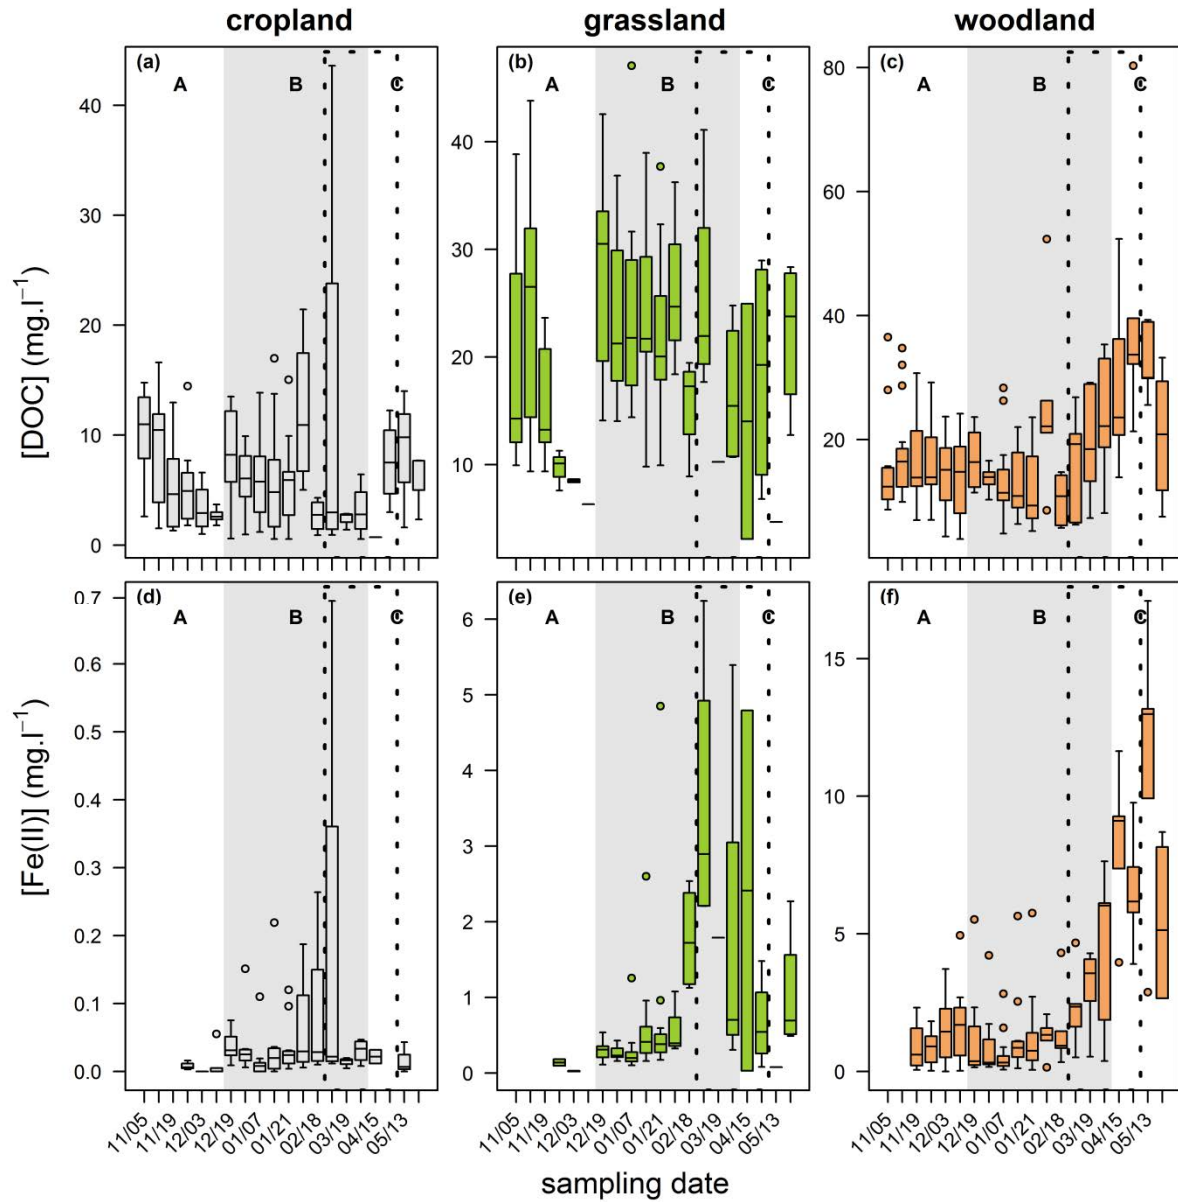 cropland grassland woodland
(a) A B C
(b) A B C
(c) A B C
[DOC] (mg.l⁻¹)
40
30
20
10
0
40
30
20
10
80
60
40
20
(d) A B C
(e) A B C
(f) A B C
[Fe(II)] (mg.l⁻¹)
0.7
0.6
0.5
0.4
0.3
0.2
0.1
0.0
6
5
4
3
2
1
0
15
10
5
0
11/05 11/19 12/03 12/19 01/07 01/21 02/18 03/19 04/15 05/13
11/05 11/19 12/03 12/19 01/07 01/21 02/18 03/19 04/15 05/13
11/05 11/19 12/03 12/19 01/07 01/21 02/18 03/19 04/15 05/13
sampling date